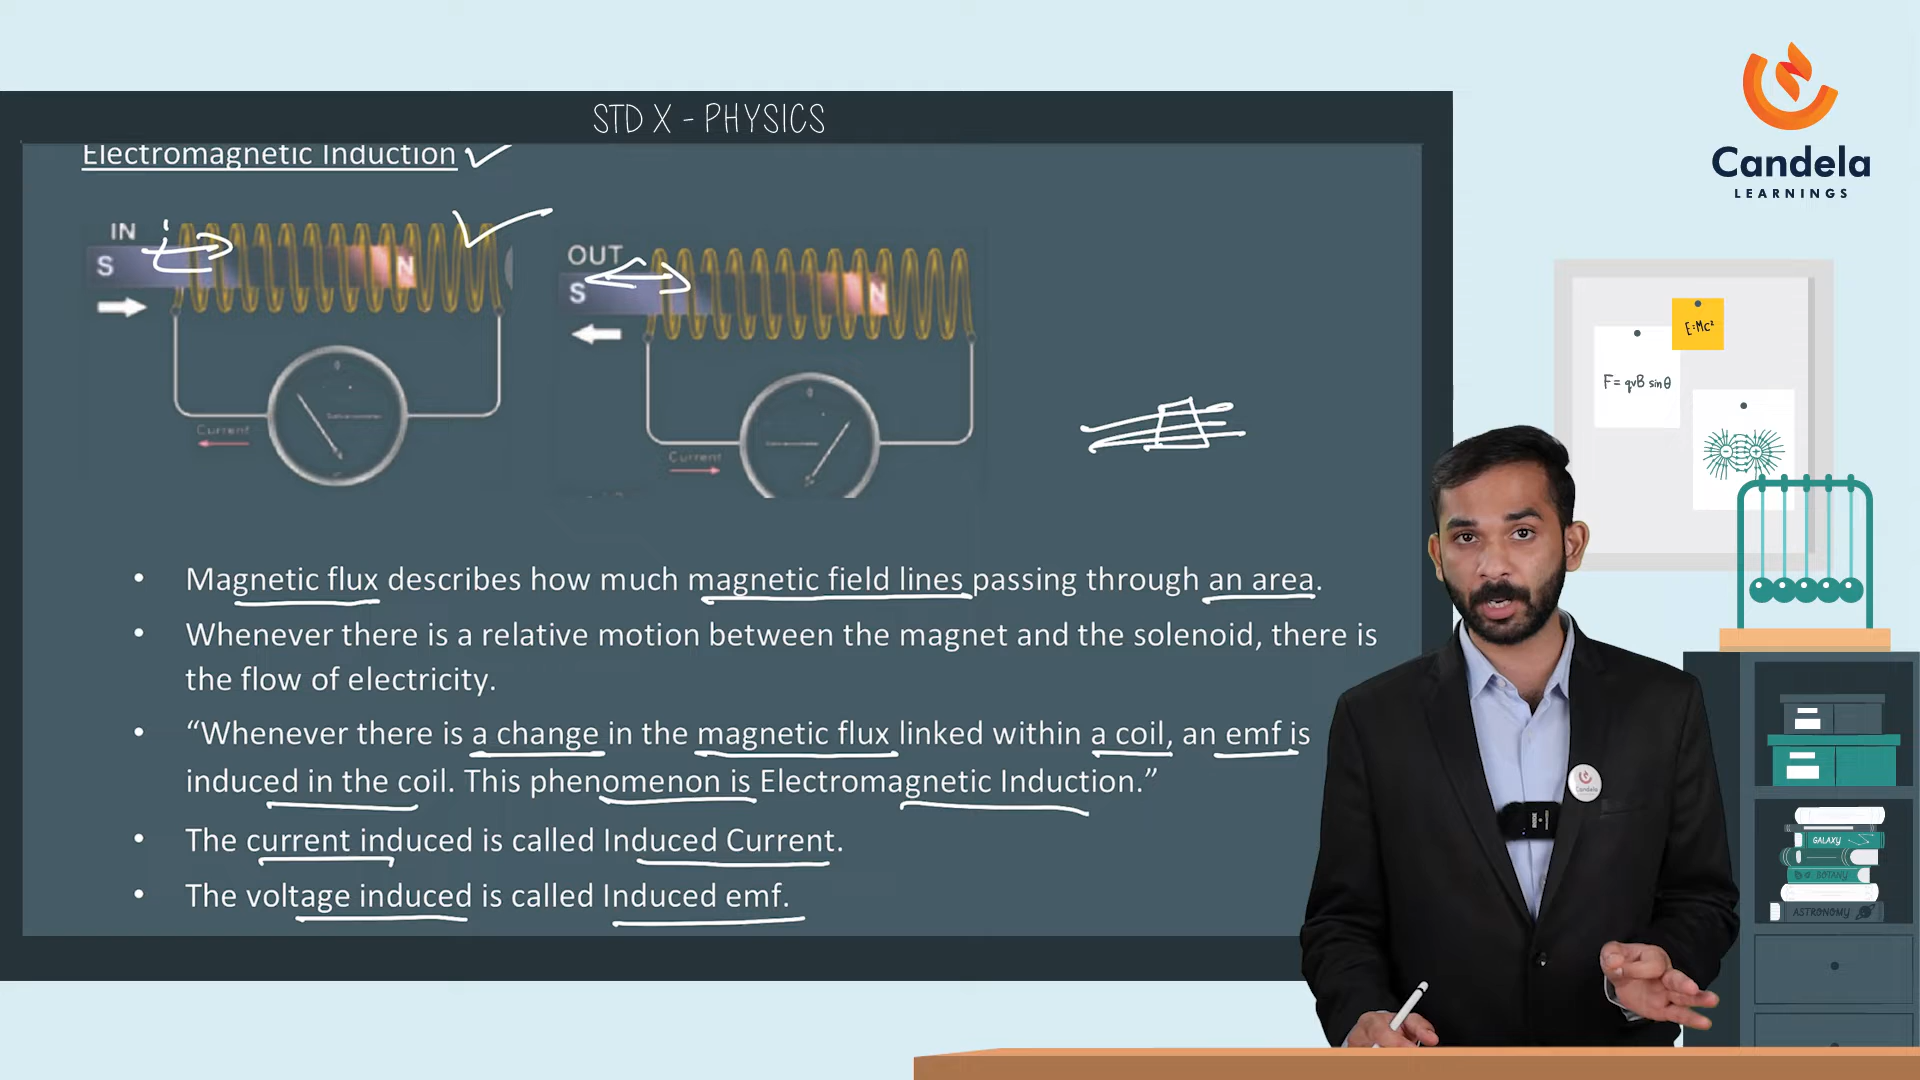 STD X - PHYSICS
Candela
LEARNINGS
Electromagnetic Induction
IN
S
N
Current
OUT
S
N
Current
E=Mc²
F= qvB sinθ
• Magnetic flux describes how much magnetic field lines passing through an area.
• Whenever there is a relative motion between the magnet and the solenoid, there is
the flow of electricity.
• “Whenever there is a change in the magnetic flux linked within a coil, an emf is
induced in the coil. This phenomenon is Electromagnetic Induction.”
• The current induced is called Induced Current.
• The voltage induced is called Induced emf.
Candela
GALAXY
BOTANY
ASTRONOMY